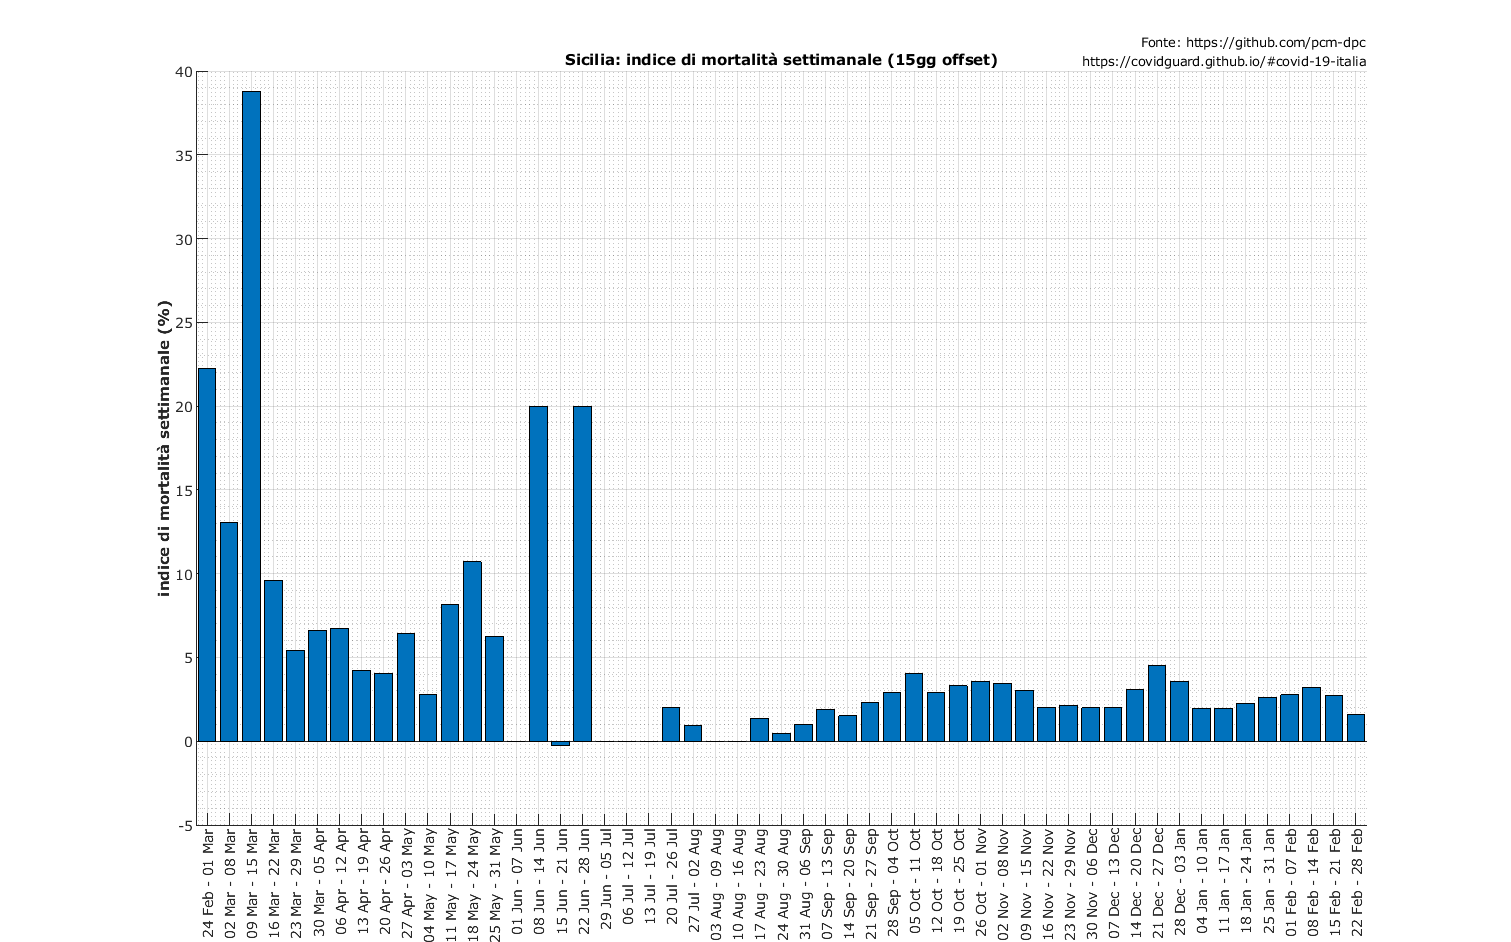 Fonte: https://github.com/pcm-dpc
Sicilia: indice di mortalità settimanale (15gg offset)
https://covidguard.github.io/#covid-19-italia
indice di mortalità settimanale (%)
40
35
30
25
20
15
10
5
0
-5
24 Feb - 01 Mar
02 Mar - 08 Mar
09 Mar - 15 Mar
16 Mar - 22 Mar
23 Mar - 29 Mar
30 Mar - 05 Apr
06 Apr - 12 Apr
13 Apr - 19 Apr
20 Apr - 26 Apr
27 Apr - 03 May
04 May - 10 May
11 May - 17 May
18 May - 24 May
25 May - 31 May
01 Jun - 07 Jun
08 Jun - 14 Jun
15 Jun - 21 Jun
22 Jun - 28 Jun
29 Jun - 05 Jul
06 Jul - 12 Jul
13 Jul - 19 Jul
20 Jul - 26 Jul
27 Jul - 02 Aug
03 Aug - 09 Aug
10 Aug - 16 Aug
17 Aug - 23 Aug
24 Aug - 30 Aug
31 Aug - 06 Sep
07 Sep - 13 Sep
14 Sep - 20 Sep
21 Sep - 27 Sep
28 Sep - 04 Oct
05 Oct - 11 Oct
12 Oct - 18 Oct
19 Oct - 25 Oct
26 Oct - 01 Nov
02 Nov - 08 Nov
09 Nov - 15 Nov
16 Nov - 22 Nov
23 Nov - 29 Nov
30 Nov - 06 Dec
07 Dec - 13 Dec
14 Dec - 20 Dec
21 Dec - 27 Dec
28 Dec - 03 Jan
04 Jan - 10 Jan
11 Jan - 17 Jan
18 Jan - 24 Jan
25 Jan - 31 Jan
01 Feb - 07 Feb
08 Feb - 14 Feb
15 Feb - 21 Feb
22 Feb - 28 Feb